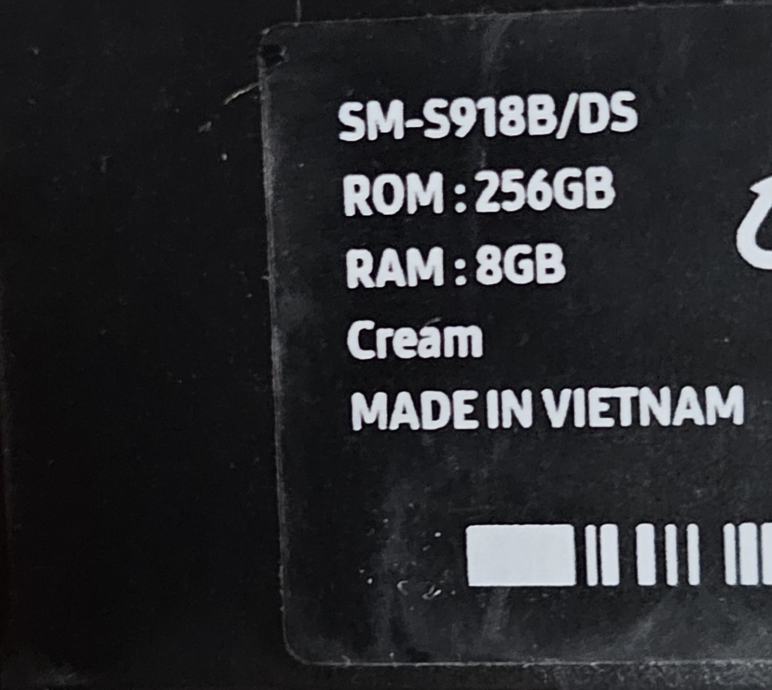 SM-S918B/DS
ROM : 256GB
RAM : 8GB
Cream
MADE IN VIETNAM